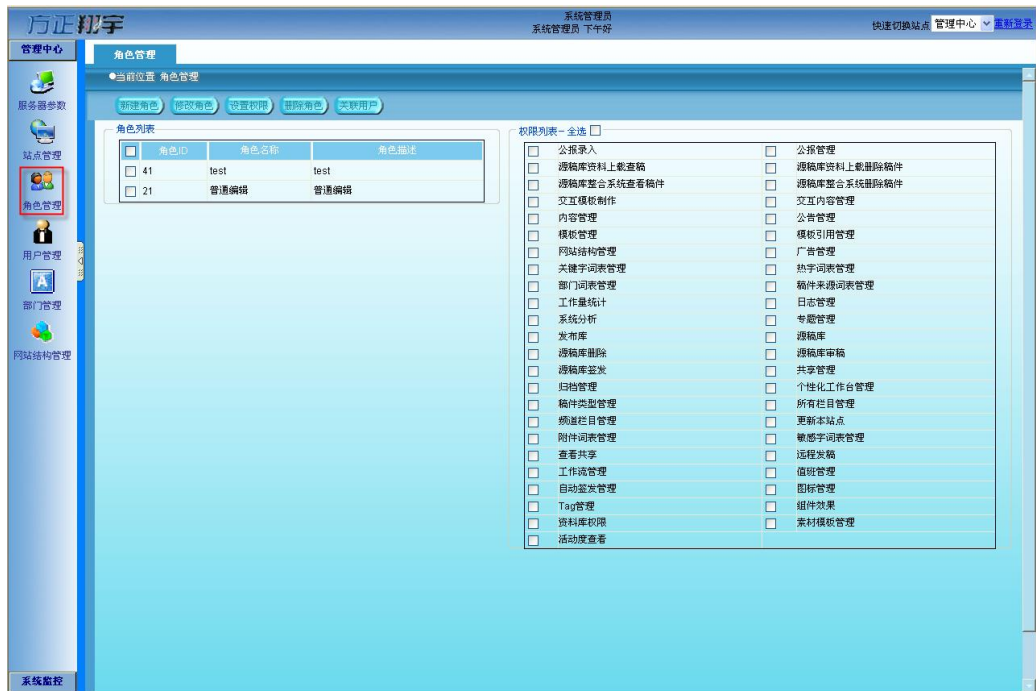 方正翔宇
系统管理员
系统管理员 下午好
快速切换站点 管理中心 重新登录
管理中心
服务器参数
站点管理
角色管理
用户管理
部门管理
网站结构管理
系统监控
角色管理
●当前位置 角色管理
新建角色 修改角色 设置权限 删除角色 关联用户
角色列表
角色ID 角色名称 角色描述
41 test test
21 普通编辑 普通编辑
权限列表-全选
公报录入 公报管理
源稿库资料上载查稿 源稿库资料上载删除稿件
源稿库整合系统查看稿件 源稿库整合系统删除稿件
交互模板制作 交互内容管理
内容管理 公告管理
模板管理 模板引用管理
网站结构管理 广告管理
关键字词表管理 热字词表管理
部门词表管理 稿件来源词表管理
工作量统计 日志管理
系统分析 专题管理
发布库 源稿库
源稿库删除 源稿库审稿
源稿库签发 共享管理
归档管理 个性化工作台管理
稿件类型管理 所有栏目管理
频道栏目管理 更新本站点
附件词表管理 敏感字词表管理
查看共享 远程发稿
工作流管理 值班管理
自动签发管理 图标管理
Tag管理 组件效果
资料库权限 素材模板管理
活动度查看